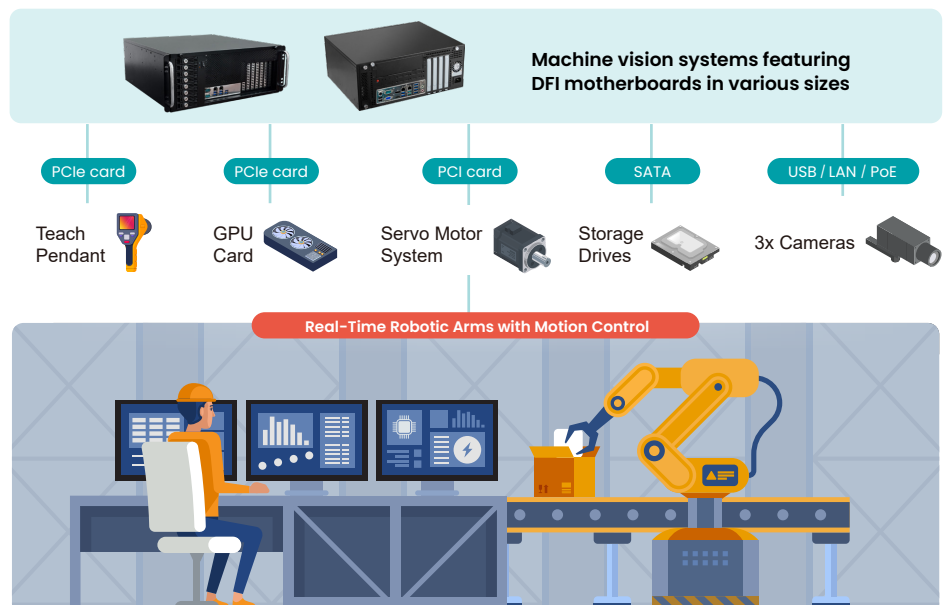 Machine vision systems featuring
DFI motherboards in various sizes
PCIe card
PCIe card
PCI card
SATA
USB / LAN / PoE
Teach
Pendant
GPU
Card
Servo Motor
System
Storage
Drives
3x Cameras
Real-Time Robotic Arms with Motion Control